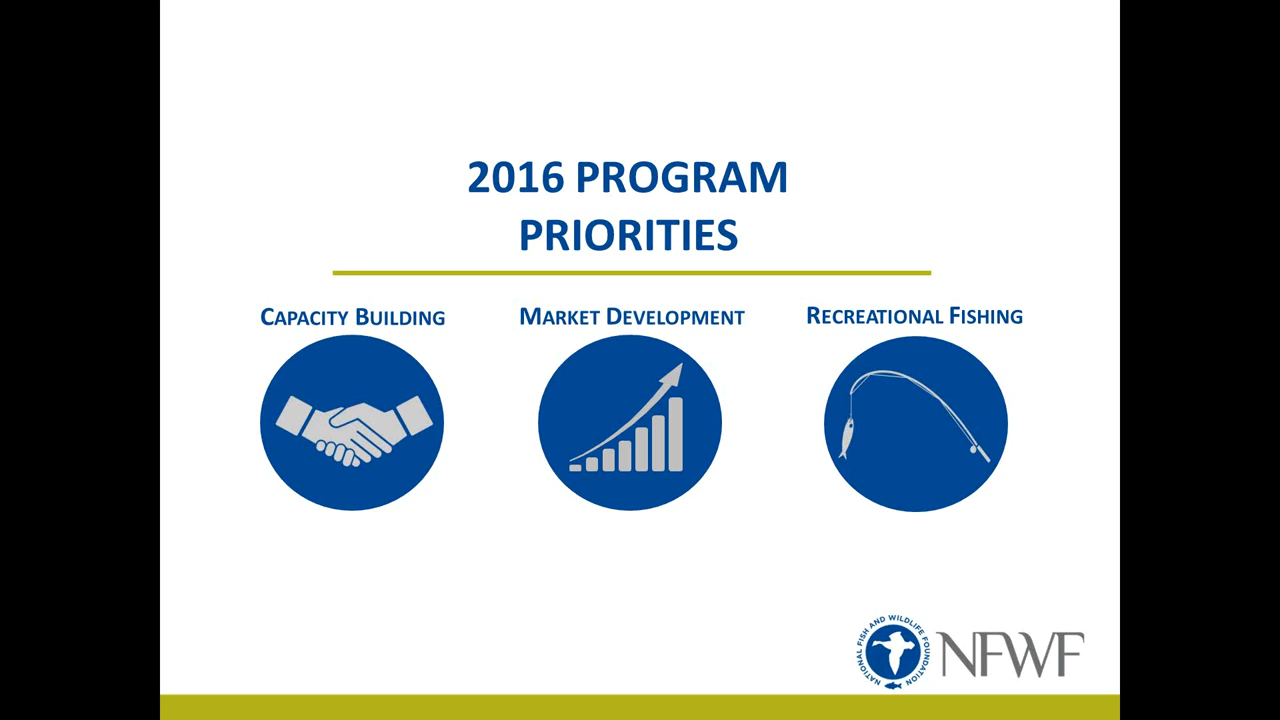 2016 PROGRAM
PRIORITIES
CAPACITY BUILDING
MARKET DEVELOPMENT
RECREATIONAL FISHING
NATIONAL FISH AND WILDLIFE FOUNDATION
NFWF